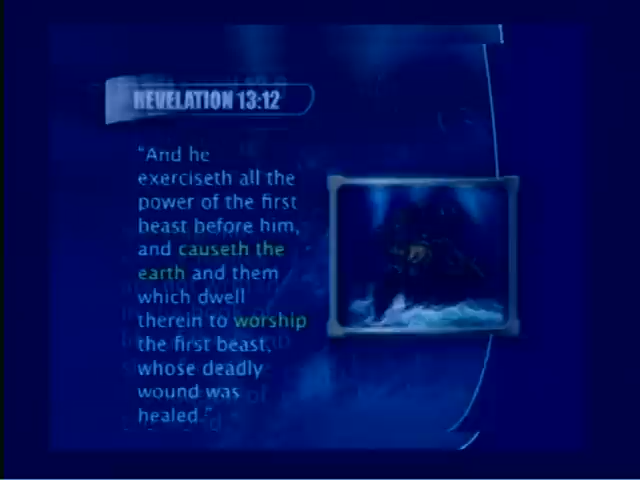 REVELATION 13:12
"And he
exerciseth all the
power of the first
beast before him,
and causeth the
earth and them
which dwell
therein to worship
the first beast,
whose deadly
wound was
healed."